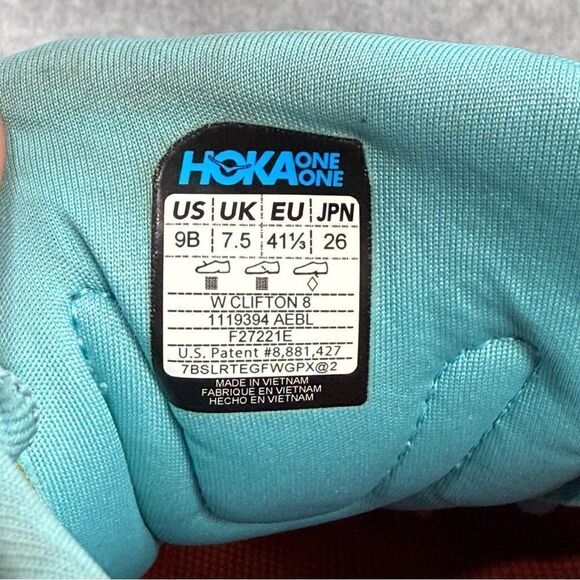 HOKA ONE ONE
US UK EU JPN
9B 7.5 41⅓ 26
W CLIFTON 8
1119394 AEBL
F27221E
U.S. Patent #8,881,427
7BSLRTEGFWGPX@2
MADE IN VIETNAM
FABRIQUE EN VIETNAM
HECHO EN VIETNAM